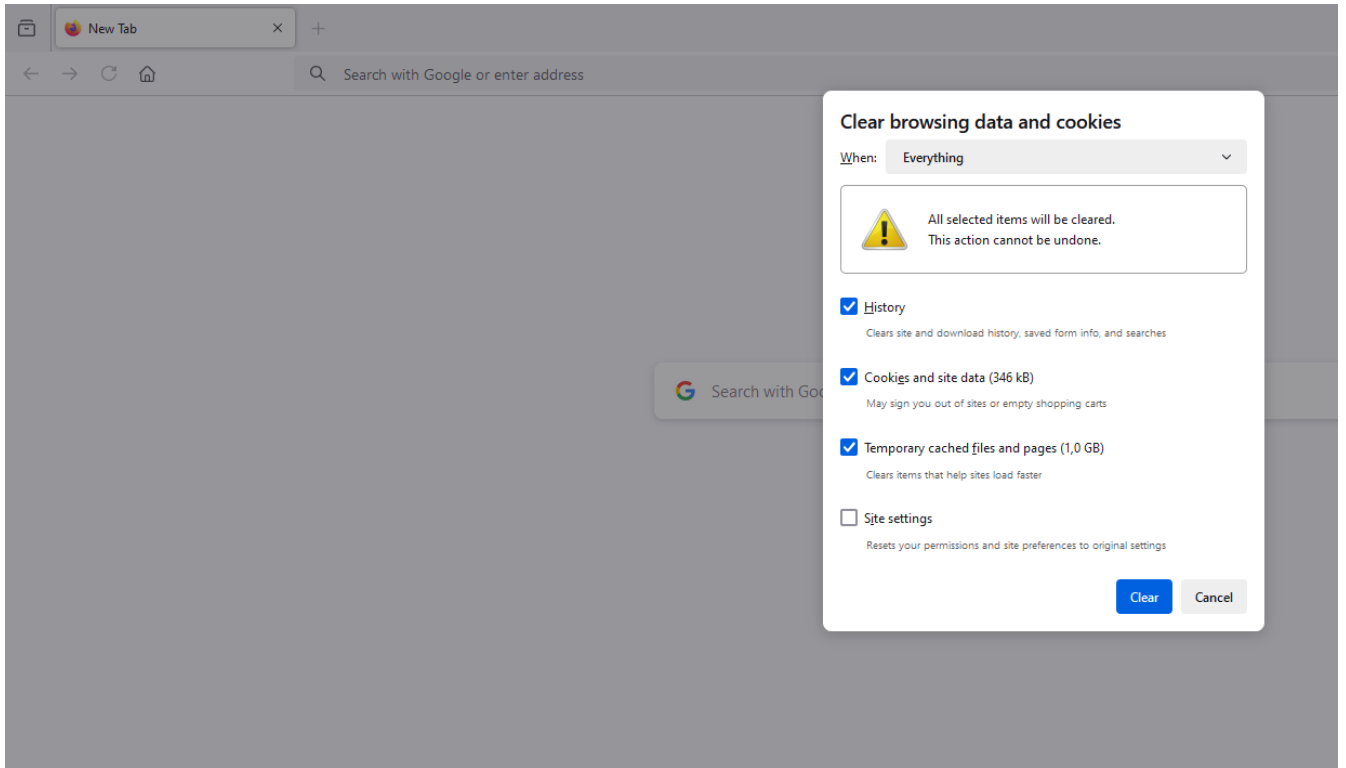 New Tab
Search with Google or enter address
Clear browsing data and cookies
When: Everything
All selected items will be cleared.
This action cannot be undone.
History
Clears site and download history, saved form info, and searches
Cookies and site data (346 kB)
May sign you out of sites or empty shopping carts
Search with Goo
Temporary cached files and pages (1,0 GB)
Clears items that help sites load faster
Site settings
Resets your permissions and site preferences to original settings
Clear Cancel